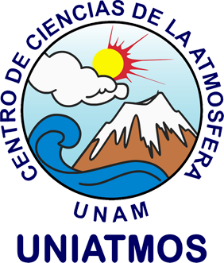 CENTRO DE CIENCIAS DE LA ATMOSFERA
UNAM
UNIATMOS